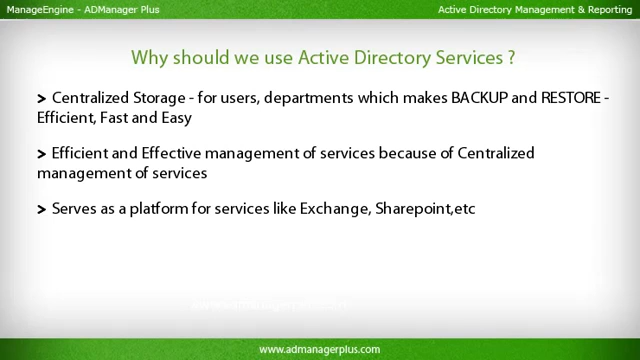 ManageEngine - ADManager Plus
Active Directory Management & Reporting
Why should we use Active Directory Services ?
> Centralized Storage - for users, departments which makes BACKUP and RESTORE -
Efficient, Fast and Easy
> Efficient and Effective management of services because of Centralized
management of services
> Serves as a platform for services like Exchange, Sharepoint,etc
www.admanagerplus.com